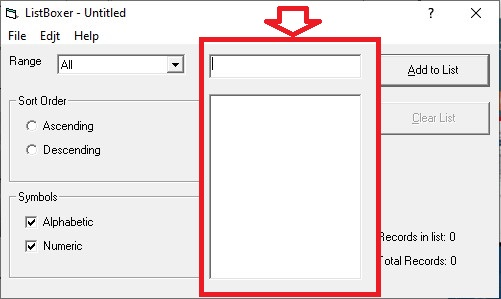 ListBoxer - Untitled
File Edjt Help
Range All
Add to List
Sort Order
Clear List
Ascending
Descending
Symbols
Alphabetic
Numeric
Records in list: 0
Total Records: 0